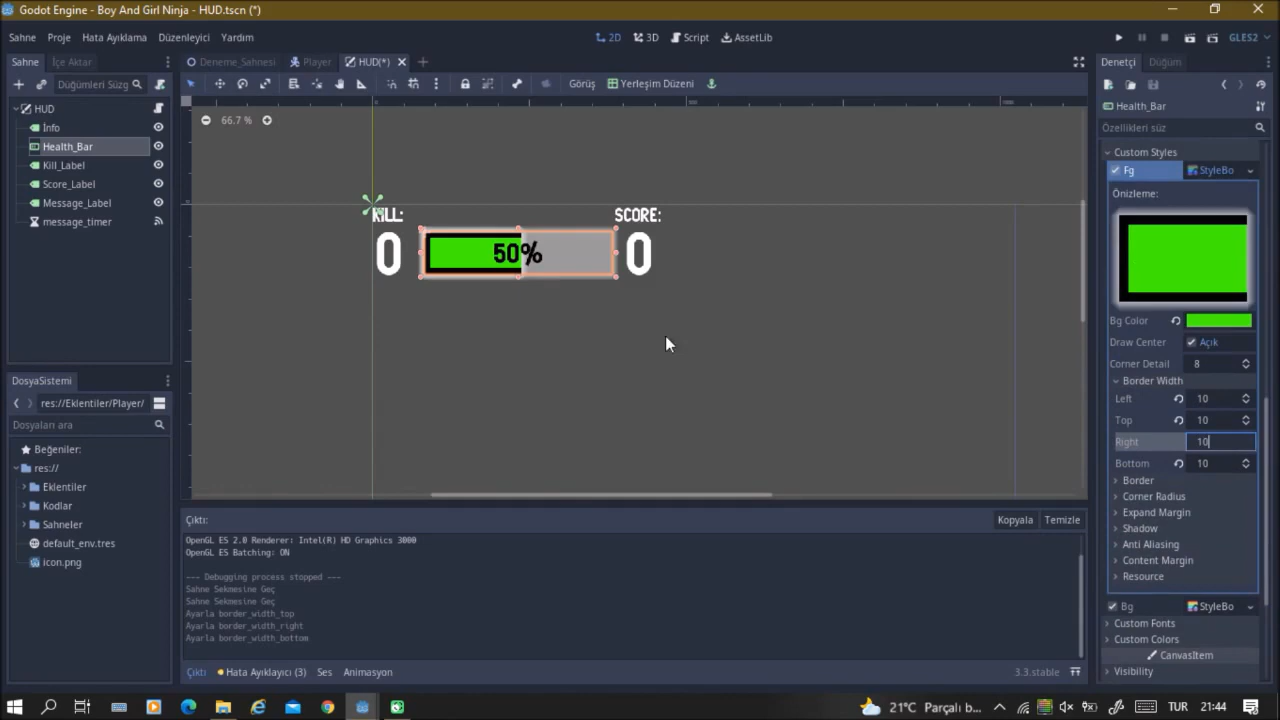 Godot Engine - Boy And Girl Ninja - HUD.tscn (*)
Sahne Proje Hata Ayıklama Düzenleyici Yardım
2D 3D Script AssetLib
GLES2
Sahne İçe Aktar
Deneme_Sahnesi Player HUD(*)
Denetçi Düğüm
Düğümleri Süzg
Görüş Yerleşim Düzeni
HUD
Info
Health_Bar
Kill_Label
Score_Label
Message_Label
message_timer
66.7 %
KILL:
SCORE:
0
50%
0
Health_Bar
Özellikleri süz
Custom Styles
Fg StyleBo
Önizleme:
Bg Color
Draw Center Açık
Corner Detail 8
Border Width
Left 10
Top 10
Right 10
Bottom 10
Border
Corner Radius
Expand Margin
Shadow
Anti Aliasing
Content Margin
Resource
Bg StyleBo
Custom Fonts
Custom Colors
CanvasItem
Visibility
DosyaSistemi
res://Eklentiler/Player/
Dosyaları ara
Beğeniler:
res://
Eklentiler
Kodlar
Sahneler
default_env.tres
icon.png
Çıktı:
Kopyala Temizle
OpenGL ES 2.0 Renderer: Intel(R) HD Graphics 3000
OpenGL ES Batching: ON
--- Debugging process stopped ---
Sahne Sekmesine Geç
Sahne Sekmesine Geç
Ayarla border_width_top
Ayarla border_width_right
Ayarla border_width_bottom
Çıktı Hata Ayıklayıcı (3) Ses Animasyon
3.3.stable
21°C Parçalı b...
TUR 21:44